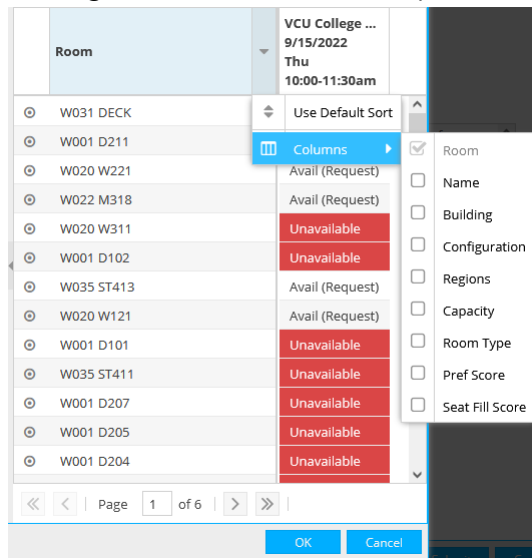 VCU College ...
9/15/2022
Room
Thu
10:00-11:30am
W031 DECK
Use Default Sort
W001 D211
Columns
Room
W020 W221
Avail (Request)
Name
W022 M318
Avail (Request)
Building
W020 W311
Unavailable
Configuration
W001 D102
Unavailable
Regions
W035 ST413
Avail (Request)
Capacity
W020 W121
Avail (Request)
Room Type
W001 D101
Unavailable
Pref Score
W035 ST411
Unavailable
Seat Fill Score
W001 D207
Unavailable
W001 D205
Unavailable
W001 D204
Unavailable
Page 1 of 6
OK Cancel